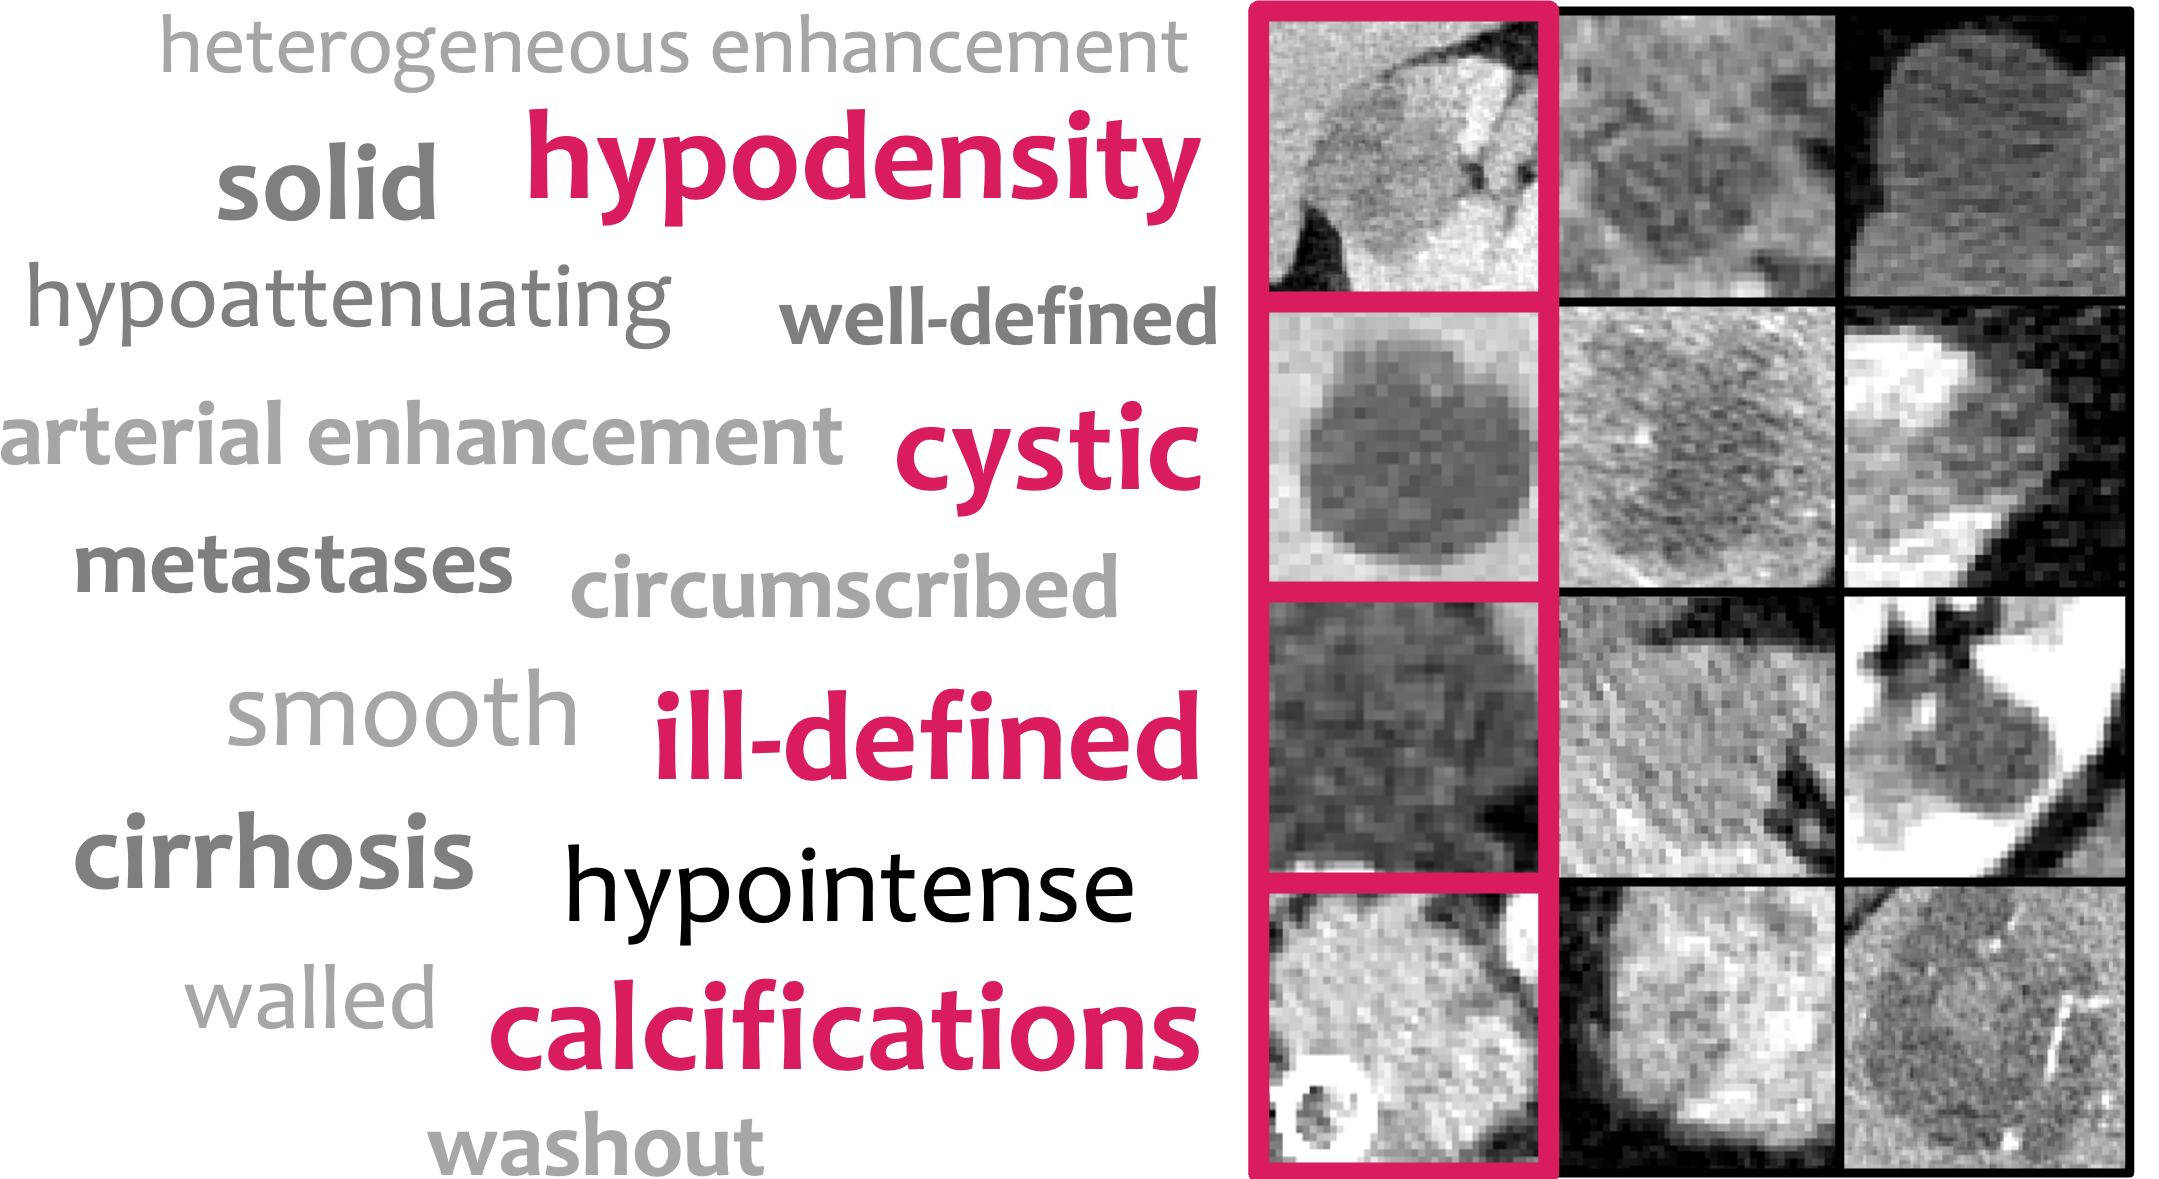 heterogeneous enhancement
solid hypodensity
hypoattenuating well-defined
arterial enhancement cystic
metastases circumscribed
smooth ill-defined
cirrhosis hypointense
walled calcifications
washout